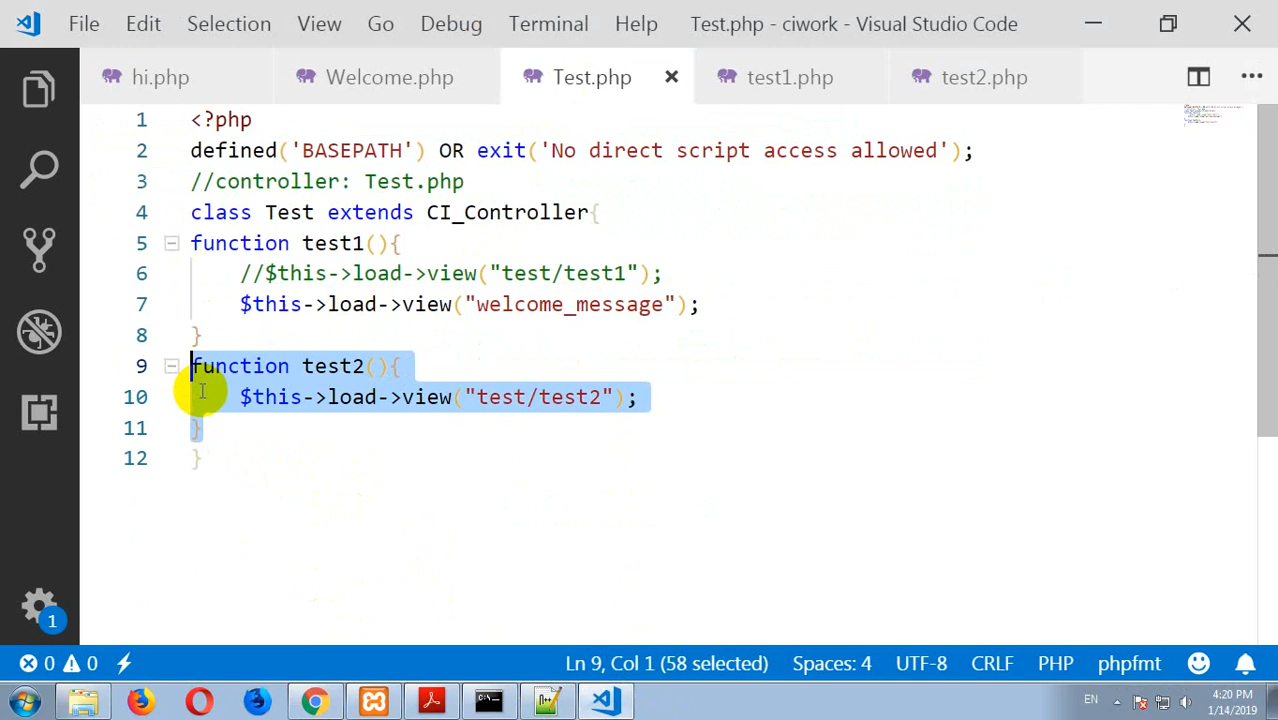 File Edit Selection View Go Debug Terminal Help Test.php - ciwork - Visual Studio Code
hi.php Welcome.php Test.php test1.php test2.php
1 <?php
2 defined('BASEPATH') OR exit('No direct script access allowed');
3 //controller: Test.php
4 class Test extends CI_Controller{
5 function test1(){
6 //$this->load->view("test/test1");
7 $this->load->view("welcome_message");
8 }
9 function test2(){
10 $this->load->view("test/test2");
11 }
12 }
1
0 0 Ln 9, Col 1 (58 selected) Spaces: 4 UTF-8 CRLF PHP phpfmt
EN 4:20 PM
1/14/2019